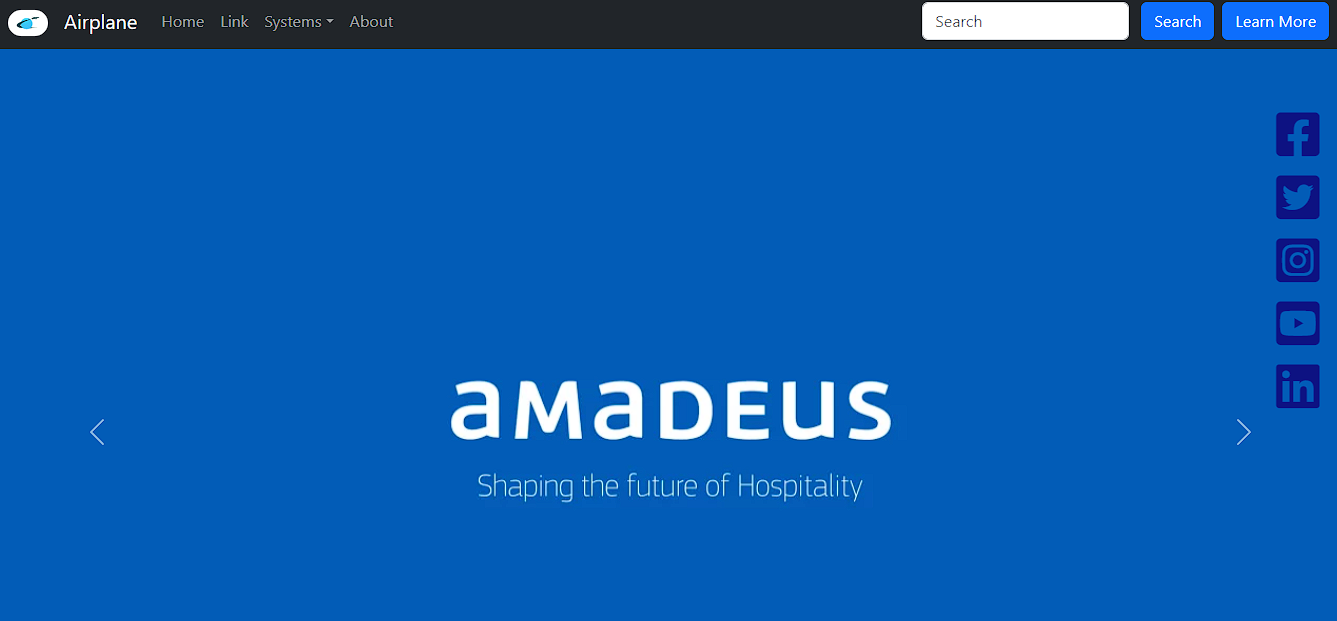 Airplane Home Link Systems About Search Search Learn More
aMaDEUS
Shaping the future of Hospitality